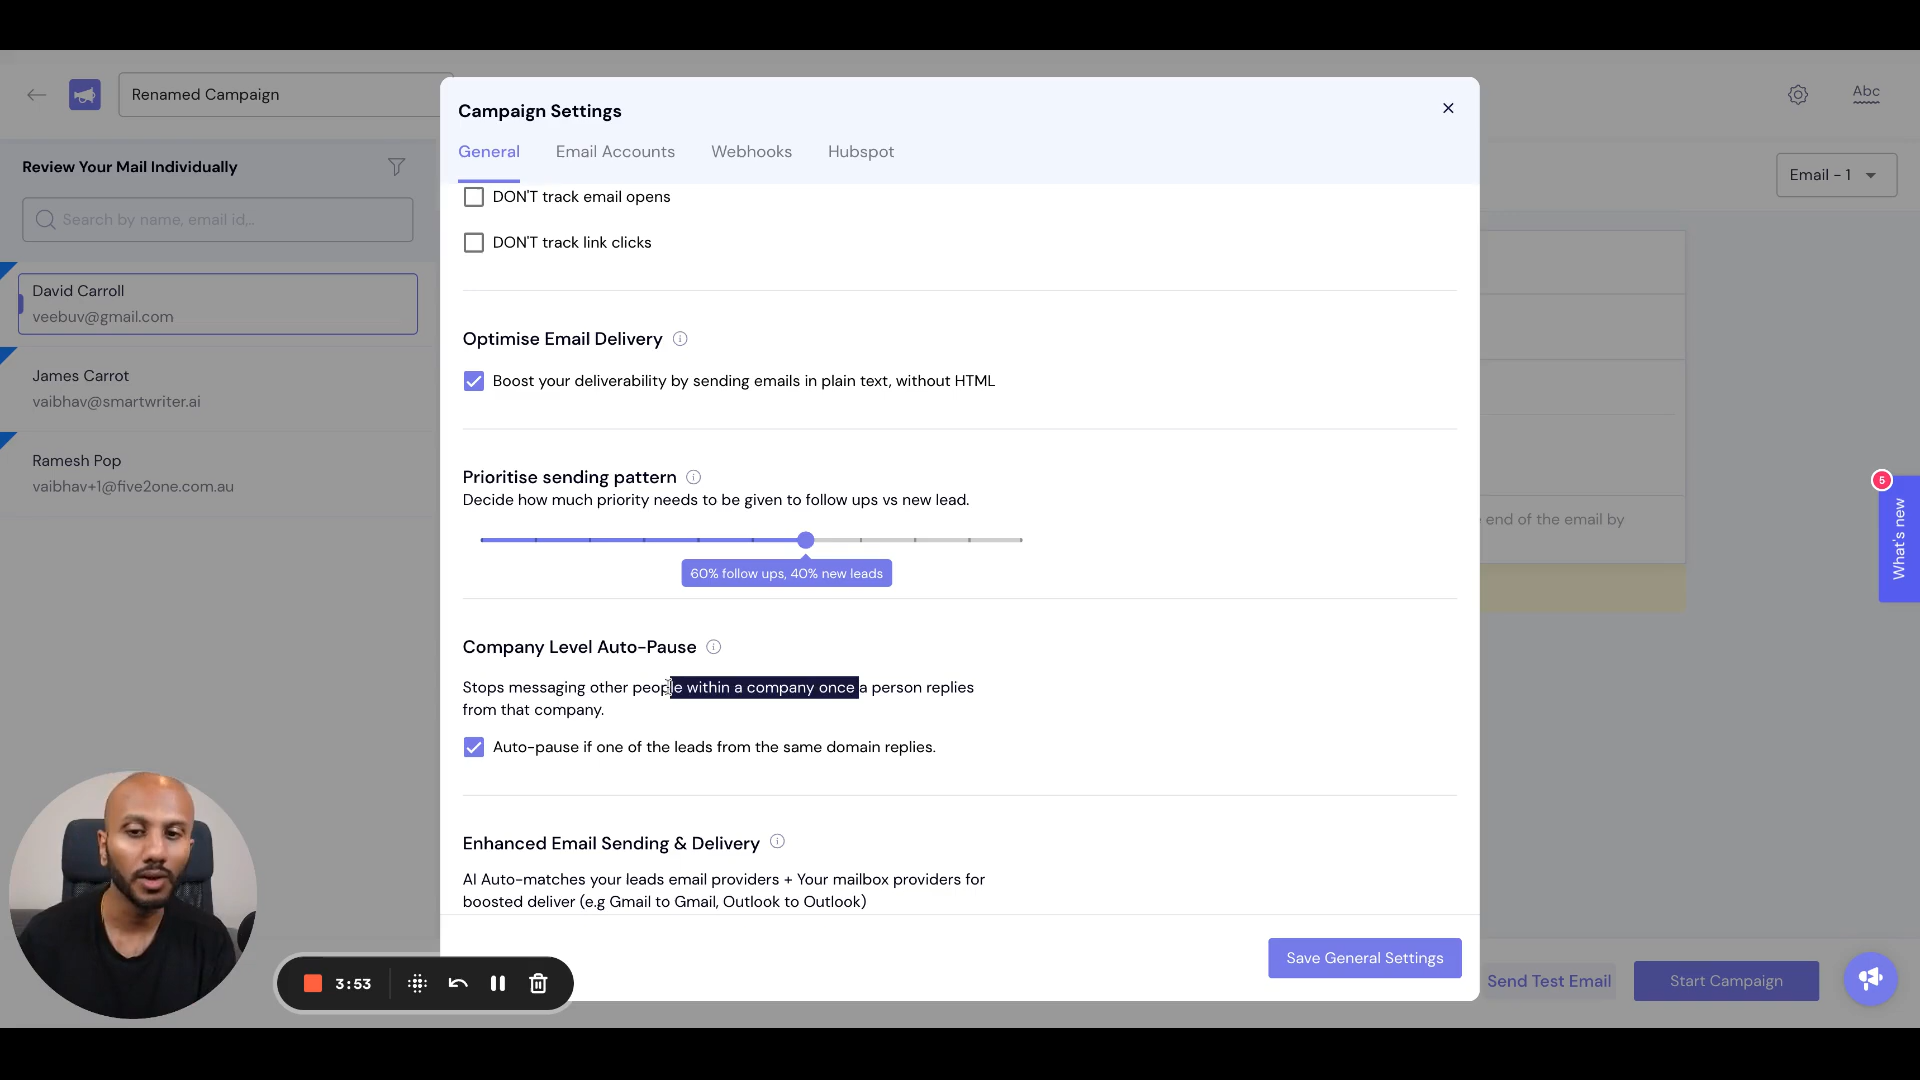 Renamed Campaign
Abc
Review Your Mail Individually
Search by name, email id,..
David Carroll
veebuv@gmail.com
James Carrot
vaibhav@smartwriter.ai
Ramesh Pop
vaibhav+1@five2one.com.au
Campaign Settings
General
Email Accounts
Webhooks
Hubspot
DON'T track email opens
DON'T track link clicks
Optimise Email Delivery
Boost your deliverability by sending emails in plain text, without HTML
Prioritise sending pattern
Decide how much priority needs to be given to follow ups vs new lead.
60% follow ups, 40% new leads
Company Level Auto-Pause
Stops messaging other people within a company once a person replies
from that company.
Auto-pause if one of the leads from the same domain replies.
Enhanced Email Sending & Delivery
AI Auto-matches your leads email providers + Your mailbox providers for
boosted deliver (e.g Gmail to Gmail, Outlook to Outlook)
Save General Settings
Email - 1
end of the email by
5
What's new
Send Test Email
Start Campaign
3:53